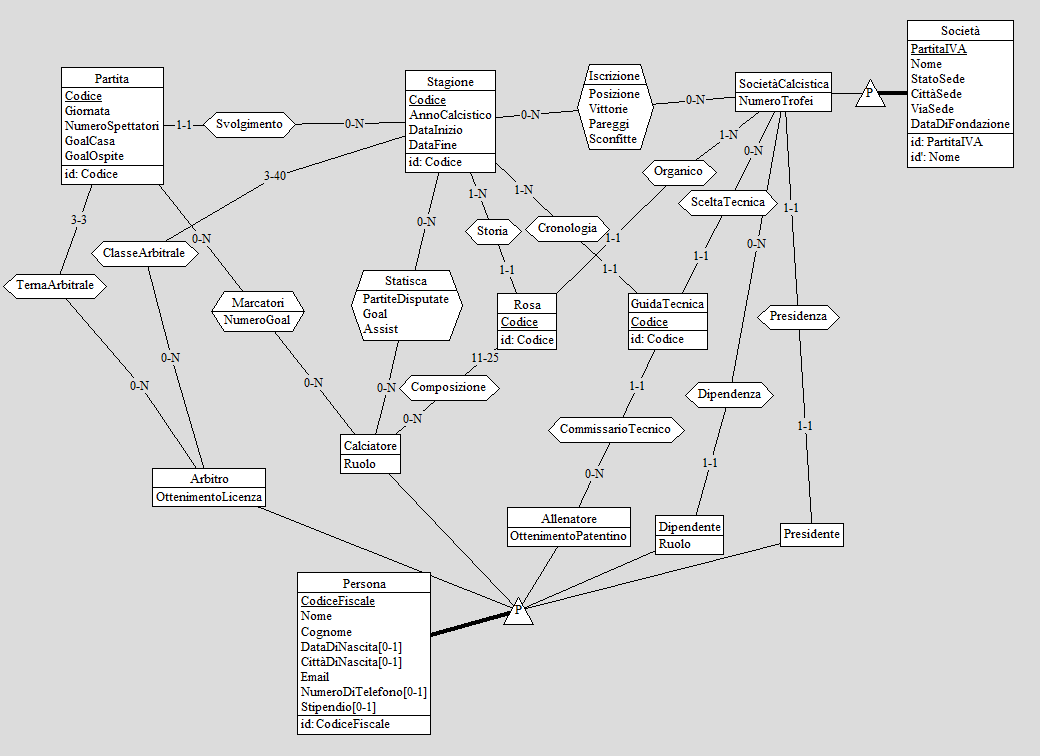 Società
PartitaIVA
Nome
StatoSede
CittàSede
ViaSede
DataDiFondazione
id: PartitaIVA
id': Nome
P
SocietàCalcistica
NumeroTrofei
0-N
Iscrizione
Posizione
Vittorie
Pareggi
Sconfitte
0-N
Stagione
Codice
AnnoCalcistico
DataInizio
DataFine
id: Codice
0-N
Svolgimento
1-1
Partita
Codice
Giornata
NumeroSpettatori
GoalCasa
GoalOspite
id: Codice
3-40
1-N
0-N
Organico
SceltaTecnica
1-N
1-N
1-1
3-3
0-N
0-N
Storia
Cronologia
1-1
0-N
ClasseArbitrale
1-1
1-1
1-1
TernaArbitrale
Marcatori
NumeroGoal
Statisca
PartiteDisputate
Goal
Assist
Rosa
Codice
id: Codice
GuidaTecnica
Codice
id: Codice
Presidenza
0-N
11-25
0-N
0-N
0-N
Composizione
1-1
Dipendenza
0-N
CommissarioTecnico
1-1
Calciatore
Ruolo
1-1
0-N
Arbitro
OttenimentoLicenza
Allenatore
OttenimentoPatentino
Dipendente
Ruolo
Presidente
P
Persona
CodiceFiscale
Nome
Cognome
DataDiNascita[0-1]
CittàDiNascita[0-1]
Email
NumeroDiTelefono[0-1]
Stipendio[0-1]
id: CodiceFiscale